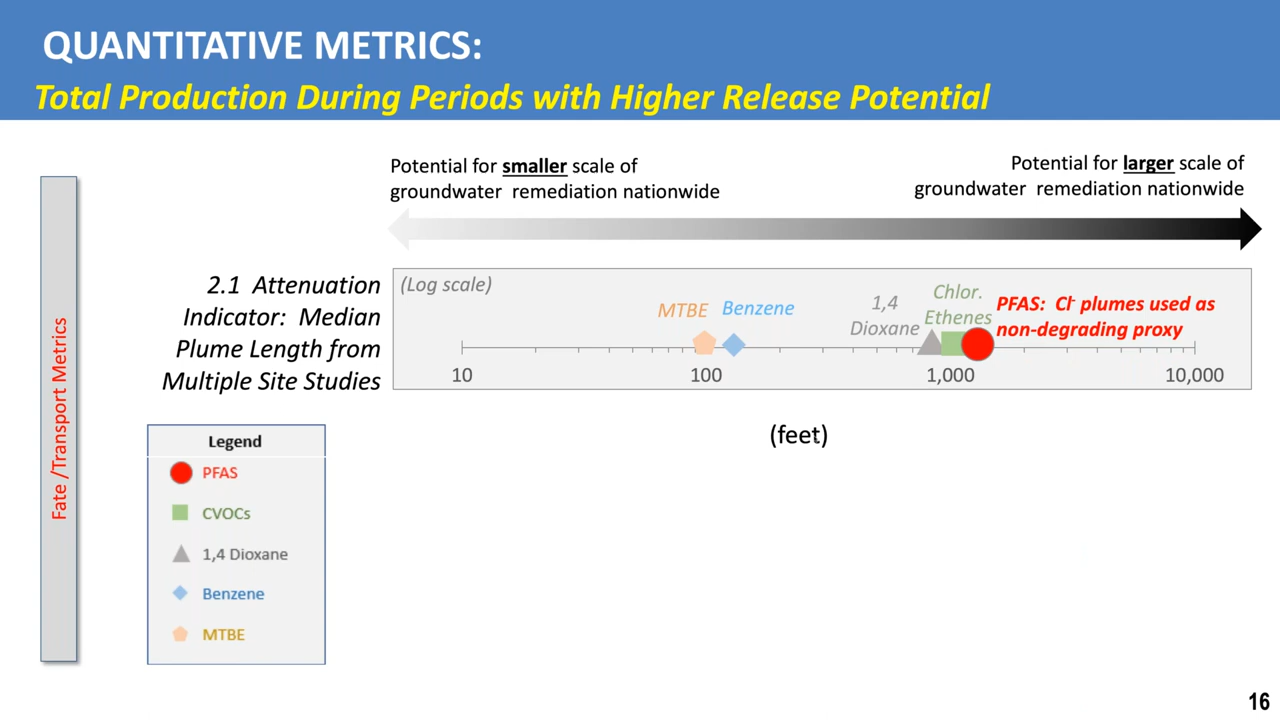 QUANTITATIVE METRICS:
Total Production During Periods with Higher Release Potential
Potential for smaller scale of
groundwater remediation nationwide
Potential for larger scale of
groundwater remediation nationwide
Fate /Transport Metrics
2.1 Attenuation
Indicator: Median
Plume Length from
Multiple Site Studies
(Log scale)
MTBE
Benzene
1,4
Dioxane
Chlor.
Ethenes
PFAS: Cl⁻ plumes used as
non-degrading proxy
10
100
1,000
10,000
(feet)
Legend
PFAS
CVOCs
1,4 Dioxane
Benzene
MTBE
16